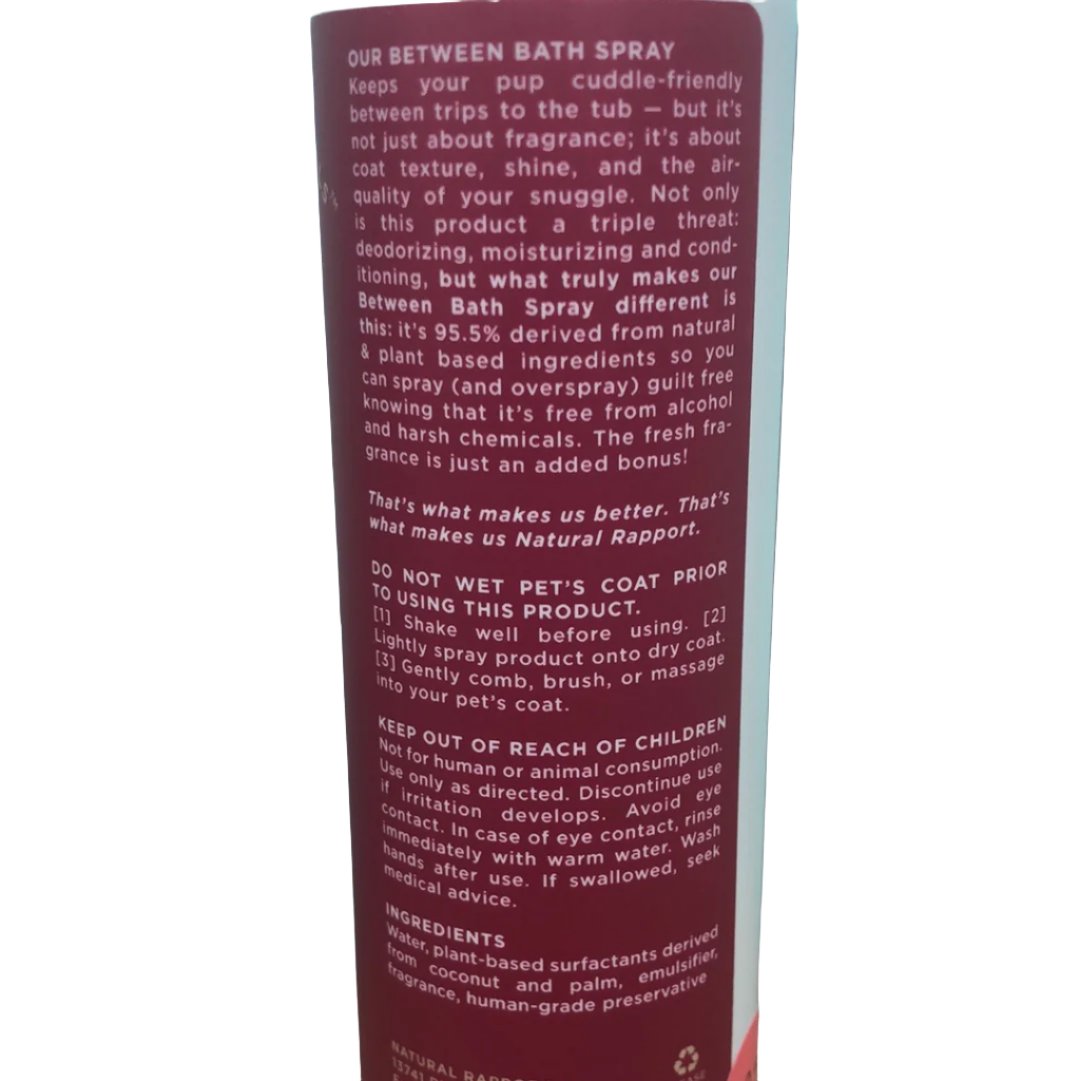 OUR BETWEEN BATH SPRAY
Keeps your pup cuddle-friendly
between trips to the tub — but it's
not just about fragrance; it's about
coat texture, shine, and the air-
quality of your snuggle. Not only
is this product a triple threat:
deodorizing, moisturizing and cond-
itioning, but what truly makes our
Between Bath Spray different is
this: it's 95.5% derived from natural
& plant based ingredients so you
can spray (and overspray) guilt free
knowing that it's free from alcohol
and harsh chemicals. The fresh fra-
grance is just an added bonus!
That's what makes us better. That's
what makes us Natural Rapport.
DO NOT WET PET'S COAT PRIOR
TO USING THIS PRODUCT.
[1] Shake well before using. [2]
Lightly spray product onto dry coat.
[3] Gently comb, brush, or massage
into your pet's coat.
KEEP OUT OF REACH OF CHILDREN
Not for human or animal consumption.
Use only as directed. Discontinue use
if irritation develops. Avoid eye
contact. In case of eye contact, rinse
immediately with warm water. Wash
hands after use. If swallowed, seek
medical advice.
INGREDIENTS
Water, plant-based surfactants derived
from coconut and palm, emulsifier,
fragrance, human-grade preservative
NATURAL
13741